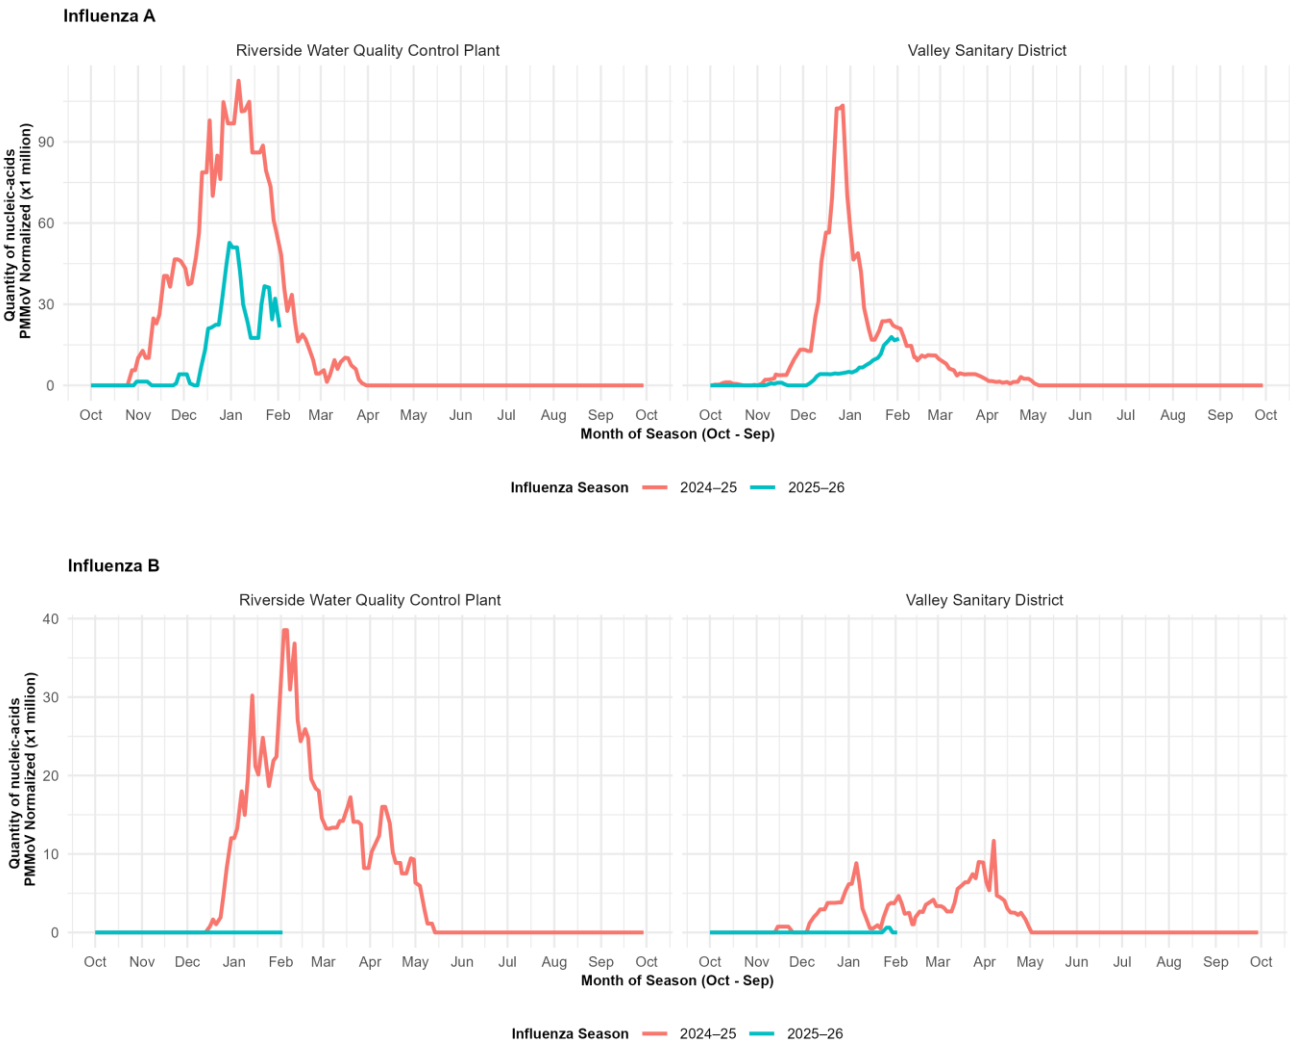 Influenza A
Riverside Water Quality Control Plant
Valley Sanitary District
Quantity of nucleic-acids
PMMoV Normalized (x1 million)
90
60
30
0
Oct Nov Dec Jan Feb Mar Apr May Jun Jul Aug Sep Oct
Oct Nov Dec Jan Feb Mar Apr May Jun Jul Aug Sep Oct
Month of Season (Oct - Sep)
Influenza Season 2024–25 2025–26
Influenza B
Riverside Water Quality Control Plant
Valley Sanitary District
Quantity of nucleic-acids
PMMoV Normalized (x1 million)
40
30
20
10
0
Oct Nov Dec Jan Feb Mar Apr May Jun Jul Aug Sep Oct
Oct Nov Dec Jan Feb Mar Apr May Jun Jul Aug Sep Oct
Month of Season (Oct - Sep)
Influenza Season 2024–25 2025–26